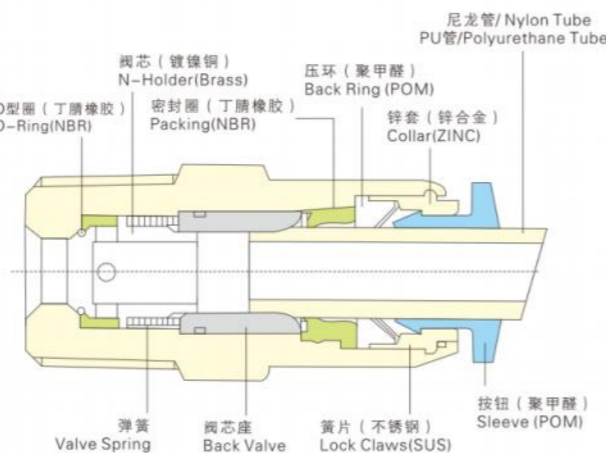 尼龙管/ Nylon Tube
PU管/Polyurethane Tube
阀芯（镀镍铜）
N-Holder(Brass)
压环（聚甲醛）
Back Ring (POM)
O型圈（丁腈橡胶）
O-Ring(NBR)
密封圈（丁腈橡胶）
Packing(NBR)
锌套（锌合金）
Collar(ZINC)
弹簧
Valve Spring
阀芯座
Back Valve
簧片（不锈钢）
Lock Claws(SUS)
按钮（聚甲醛）
Sleeve (POM)